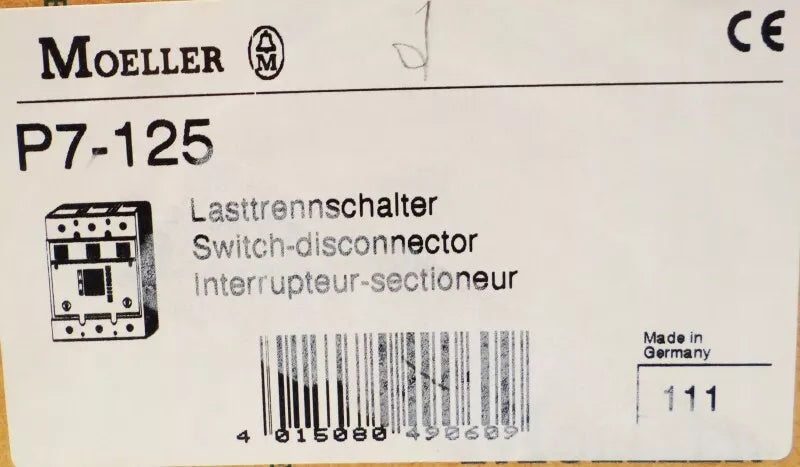 MOELLER
CE
P7-125
Lasttrennschalter
Switch-disconnector
Interrupteur-sectioneur
Made in
Germany
111
4 015080 490609